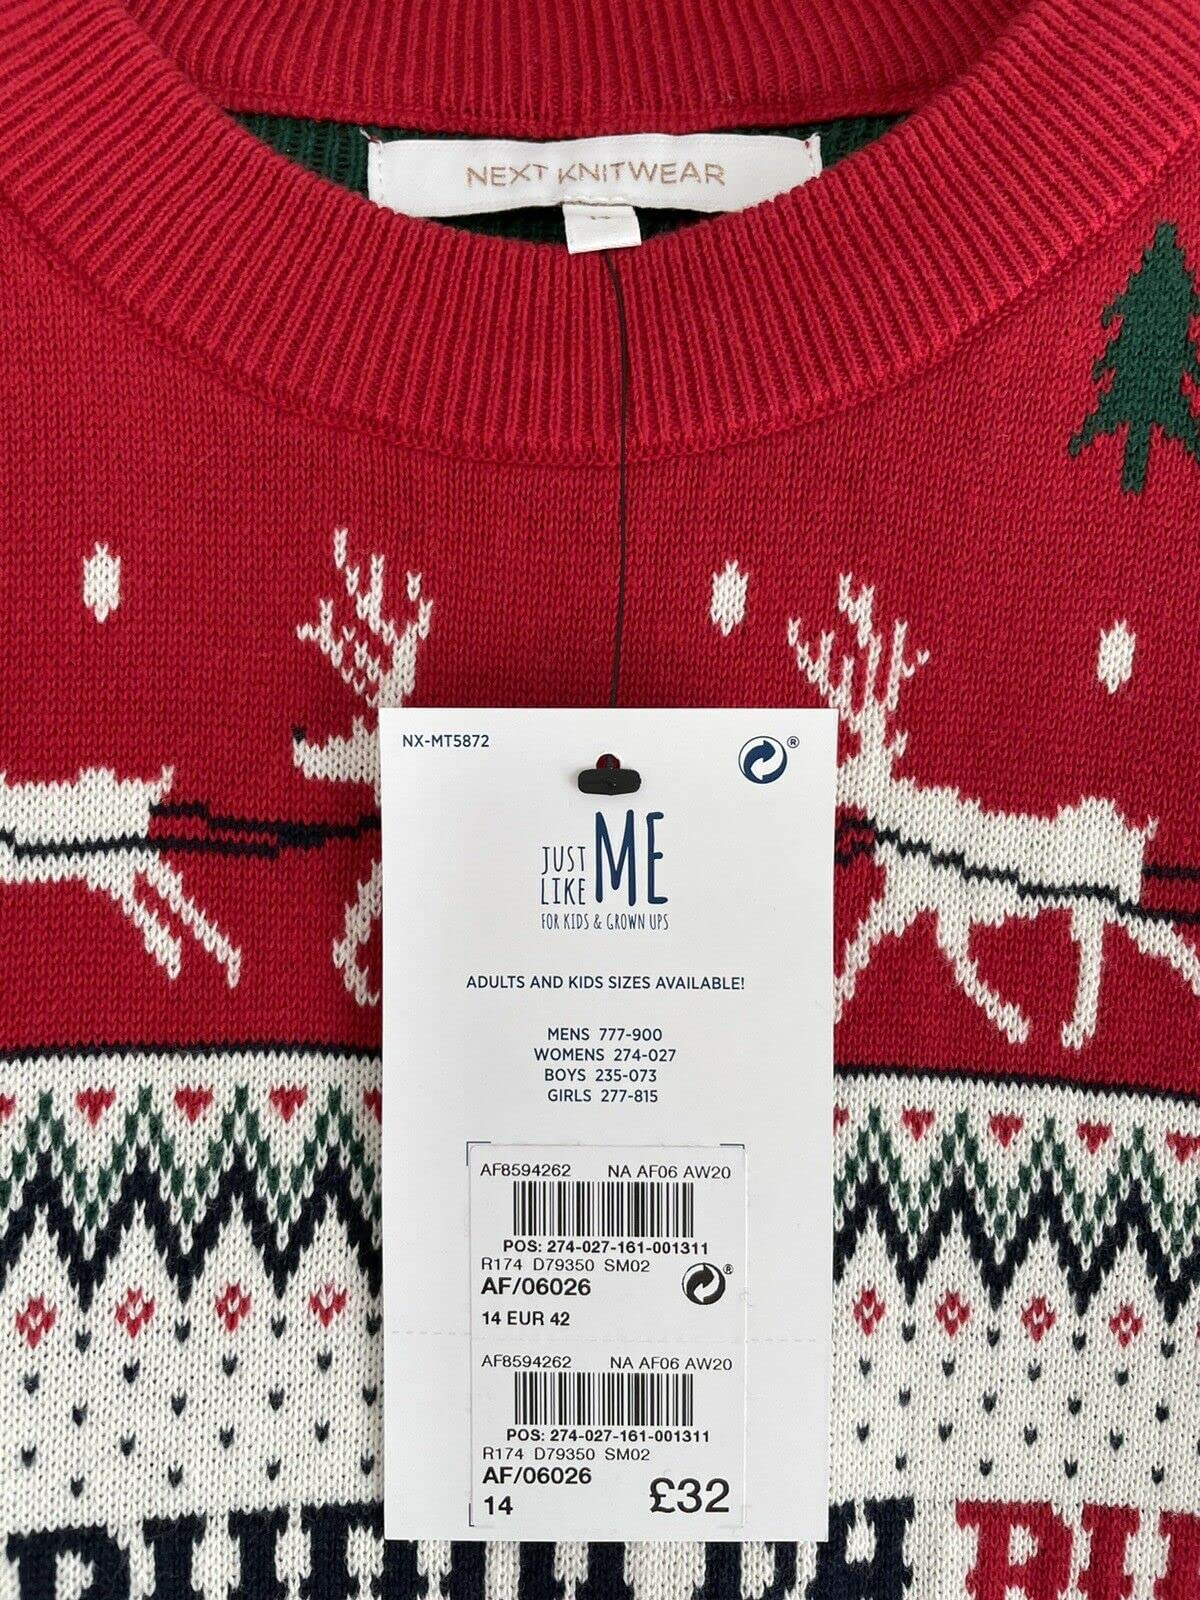 NEXT KNITWEAR
NX-MT5872
®
JUST LIKE ME
FOR KIDS & GROWN UPS
ADULTS AND KIDS SIZES AVAILABLE!
MENS 777-900
WOMENS 274-027
BOYS 235-073
GIRLS 277-815
AF8594262 NA AF06 AW20
POS: 274-027-161-001311
R174 D79350 SM02
®
AF/06026
14 EUR 42
AF8594262 NA AF06 AW20
POS: 274-027-161-001311
R174 D79350 SM02
AF/06026
14 £32